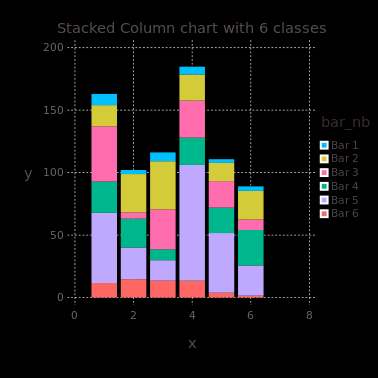 Stacked Column chart with 6 classes
200
150
100
50
0
y
0
2
4
6
8
x
bar_nb
Bar 1
Bar 2
Bar 3
Bar 4
Bar 5
Bar 6